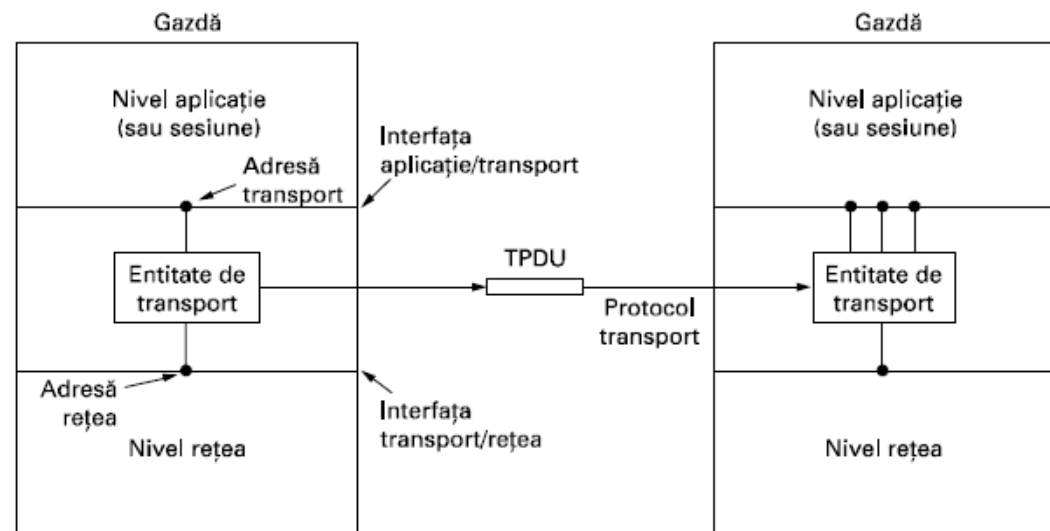 Gazdă
Gazdă
Nivel aplicație
(sau sesiune)
Nivel aplicație
(sau sesiune)
Interfața
aplicație/transport
Adresă
transport
TPDU
Entitate de
transport
Entitate de
transport
Protocol
transport
Adresă
rețea
Interfața
transport/rețea
Nivel rețea
Nivel rețea